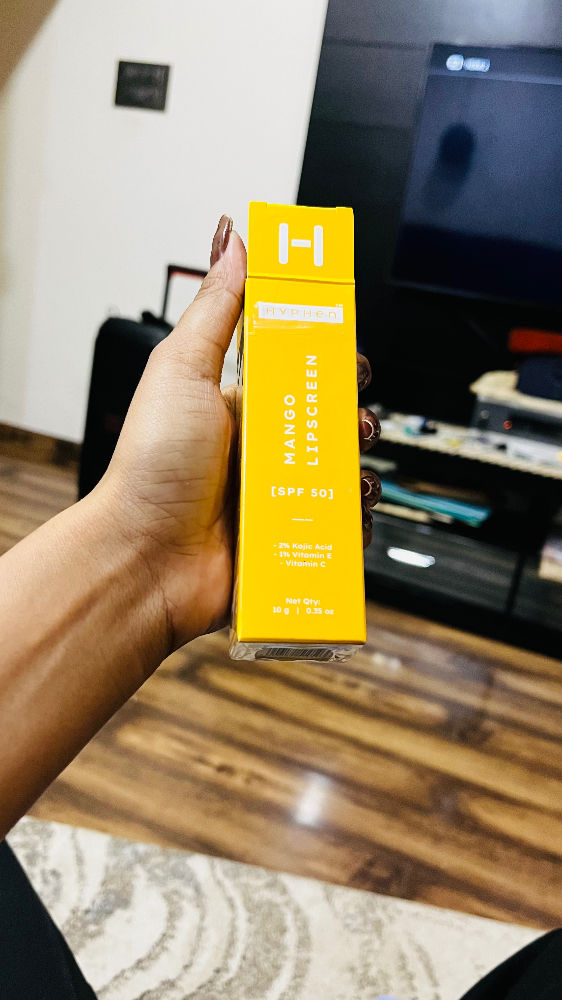 H
HYPHEN
MANGO
LIPSCREEN
[SPF 50]
- 2% Kojic Acid
- 1% Vitamin E
- Vitamin C
Net Qty:
10 g | 0.35 oz